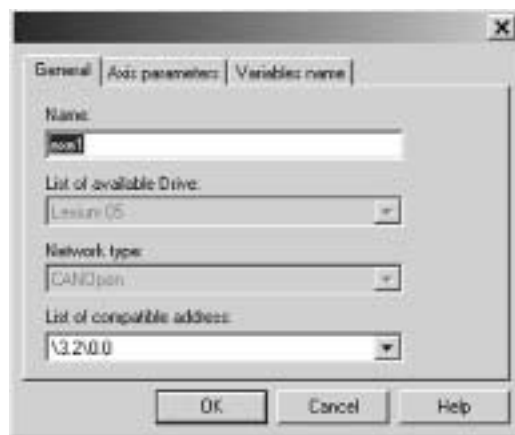 General Axis parameters Variables name
Name:
List of available Drive:
Lexium 05
Network type:
CANOpen
List of compatible address:
\3.2\0.0
OK Cancel Help